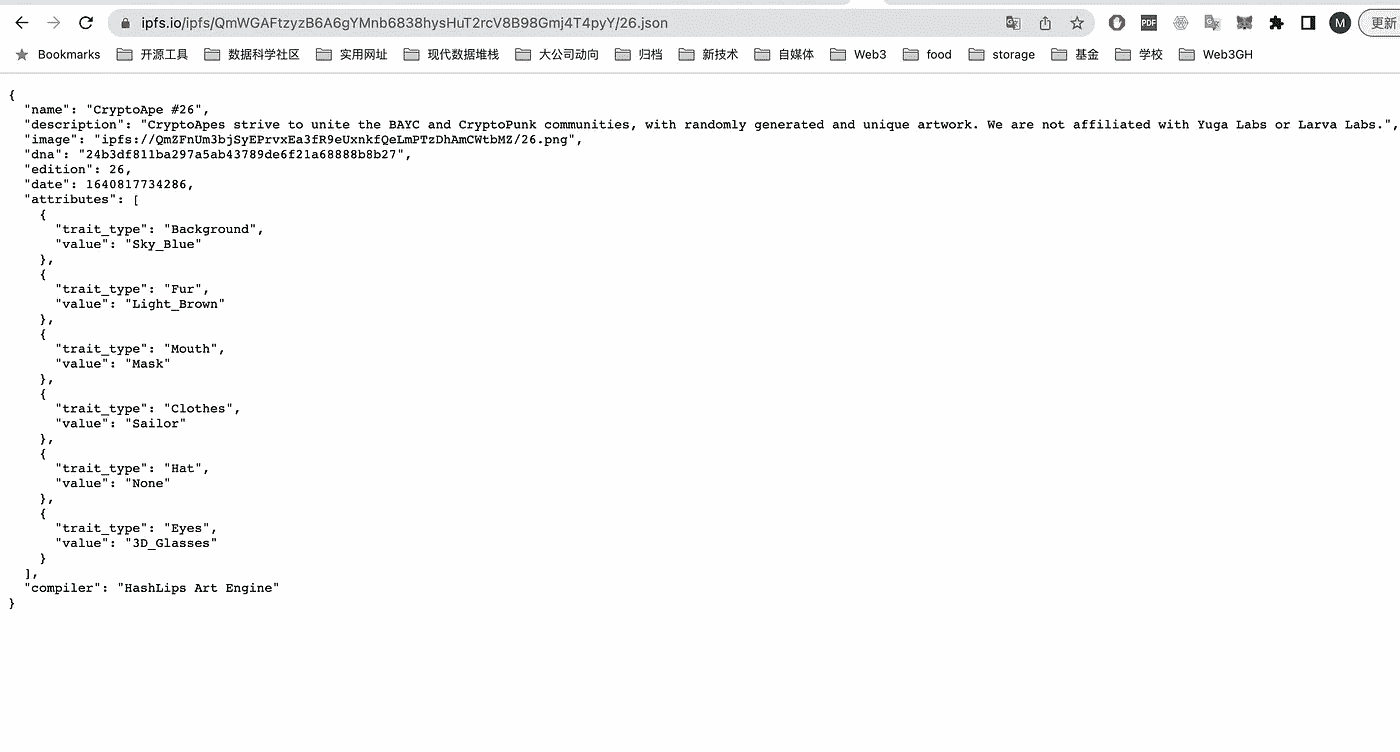 ipfs.io/ipfs/QmWGAFtzyzB6A6gYMnb6838hysHuT2rcV8B98Gmj4T4pyY/26.json PDF M 更新
Bookmarks 开源工具 数据科学社区 实用网址 现代数据堆栈 大公司动向 归档 新技术 自媒体 Web3 food storage 基金 学校 Web3GH
{
"name": "CryptoApe #26",
"description": "CryptoApes strive to unite the BAYC and CryptoPunk communities, with randomly generated and unique artwork. We are not affiliated with Yuga Labs or Larva Labs.",
"image": "ipfs://QmZFnUm3bjSyEPrvxEa3fR9eUxnkfQeLmPTzDhAmCWtbMZ/26.png",
"dna": "24b3df811ba297a5ab43789de6f21a68888b8b27",
"edition": 26,
"date": 1640817734286,
"attributes": [
{
"trait_type": "Background",
"value": "Sky_Blue"
},
{
"trait_type": "Fur",
"value": "Light_Brown"
},
{
"trait_type": "Mouth",
"value": "Mask"
},
{
"trait_type": "Clothes",
"value": "Sailor"
},
{
"trait_type": "Hat",
"value": "None"
},
{
"trait_type": "Eyes",
"value": "3D_Glasses"
}
],
"compiler": "HashLips Art Engine"
}